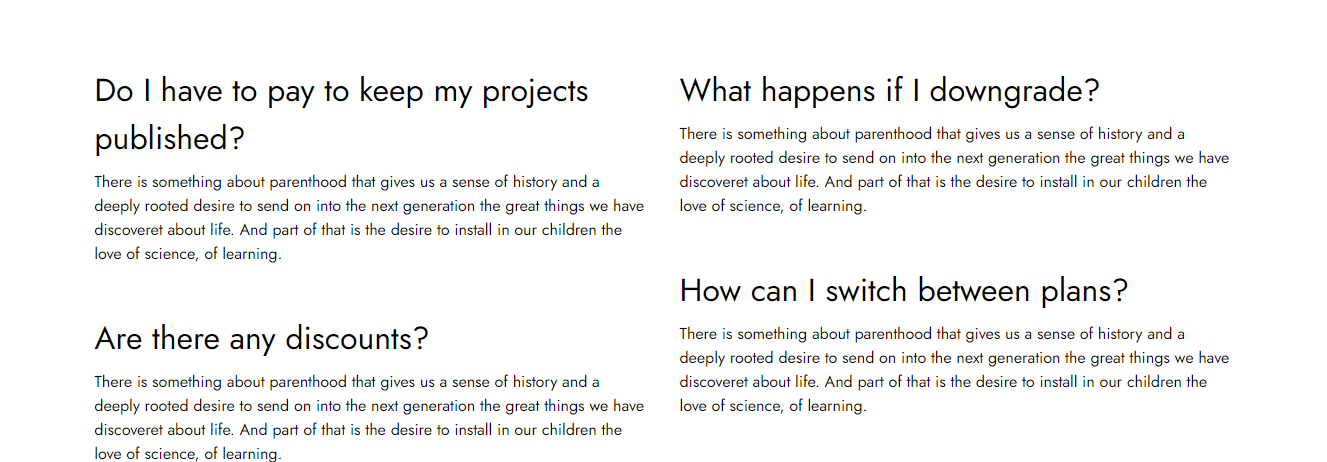 Do I have to pay to keep my projects
published?
There is something about parenthood that gives us a sense of history and a
deeply rooted desire to send on into the next generation the great things we have
discoveret about life. And part of that is the desire to install in our children the
love of science, of learning.
Are there any discounts?
There is something about parenthood that gives us a sense of history and a
deeply rooted desire to send on into the next generation the great things we have
discoveret about life. And part of that is the desire to install in our children the
love of science, of learning.
What happens if I downgrade?
There is something about parenthood that gives us a sense of history and a
deeply rooted desire to send on into the next generation the great things we have
discoveret about life. And part of that is the desire to install in our children the
love of science, of learning.
How can I switch between plans?
There is something about parenthood that gives us a sense of history and a
deeply rooted desire to send on into the next generation the great things we have
discoveret about life. And part of that is the desire to install in our children the
love of science, of learning.